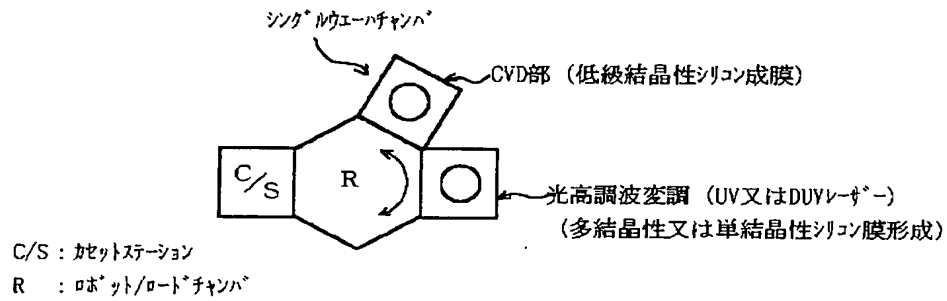 シングルウエーハチャンバ
CVD部（低級結晶性シリコン成膜）
C/S
R
光高調波変調（UV又はDUVレーザー）
（多結晶性又は単結晶性シリコン膜形成）
C/S：カセットステーション
R　：ロボット/ロードチャンバ